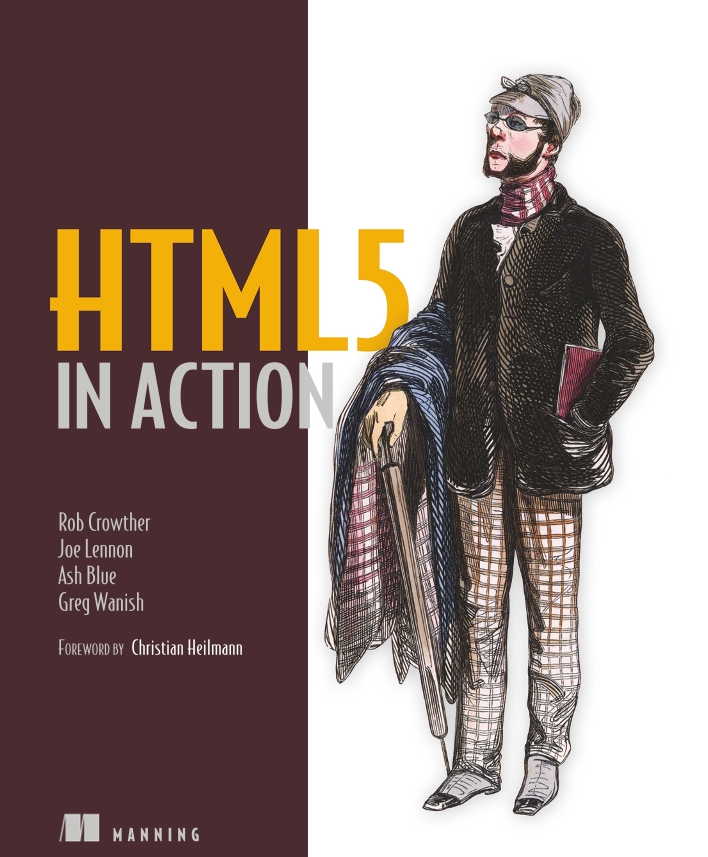 HTML5
IN ACTION
Rob Crowther
Joe Lennon
Ash Blue
Greg Wanish
FOREWORD BY Christian Heilmann
MANNING